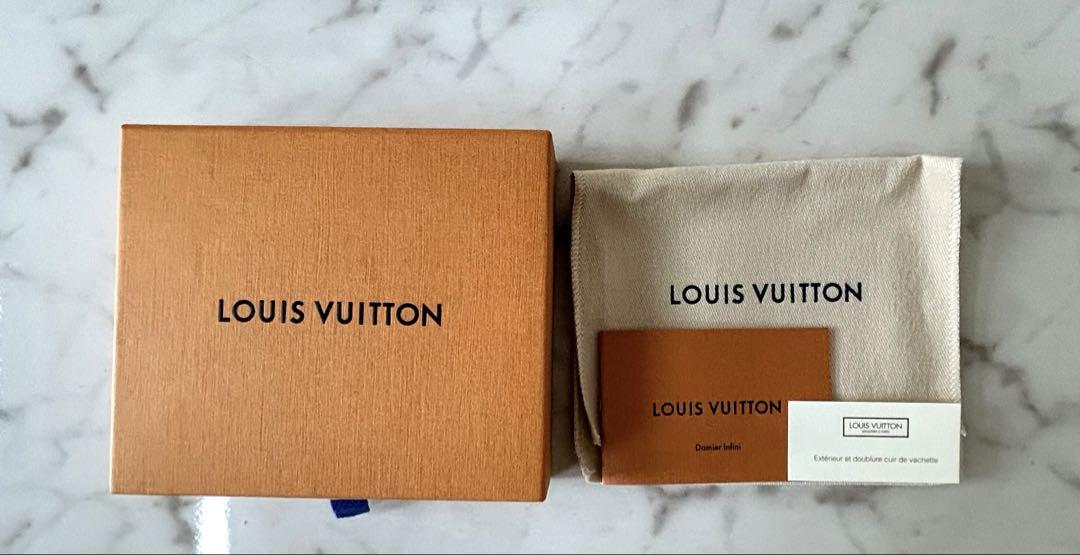 LOUIS VUITTON
LOUIS VUITTON
LOUIS VUITTON
Damier Infini
LOUIS VUITTON
Extérieur et doublure cuir de vachette